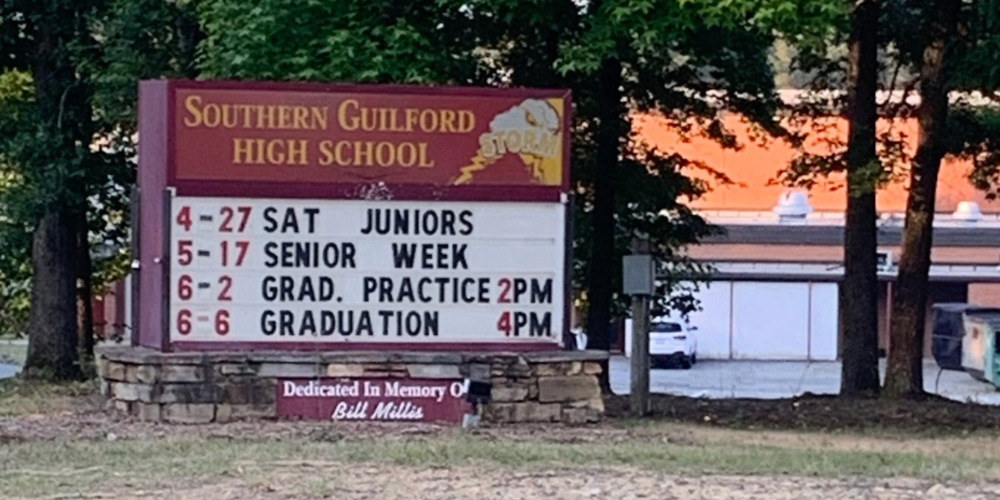 SOUTHERN GUILFORD
HIGH SCHOOL
STORM
4-27 SAT JUNIORS
5-17 SENIOR WEEK
6-2 GRAD. PRACTICE 2PM
6-6 GRADUATION 4PM
Dedicated In Memory O
Bill Millis